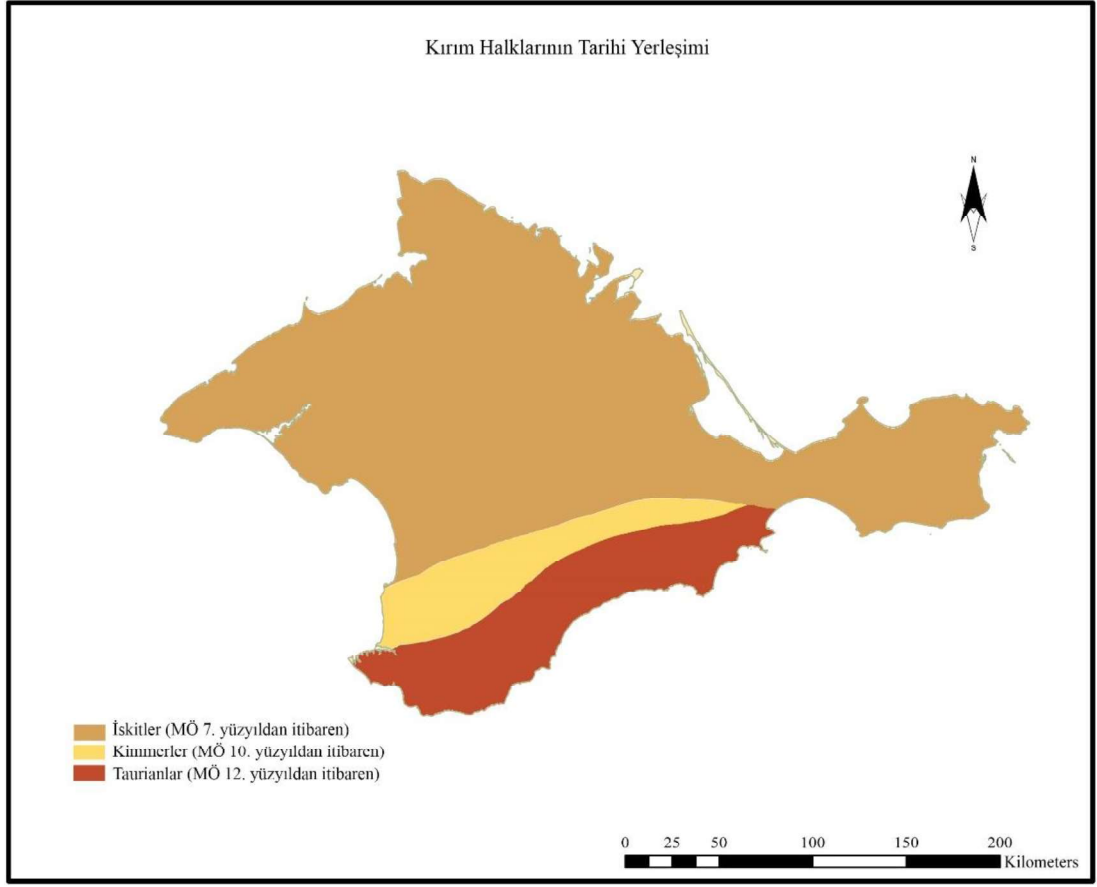 Kırım Halklarının Tarihi Yerleşimi
N
S
İskitler (MÖ 7. yüzyıldan itibaren)
Kimmerler (MÖ 10. yüzyıldan itibaren)
Taurianlar (MÖ 12. yüzyıldan itibaren)
0 25 50 100 150 200
Kilometers